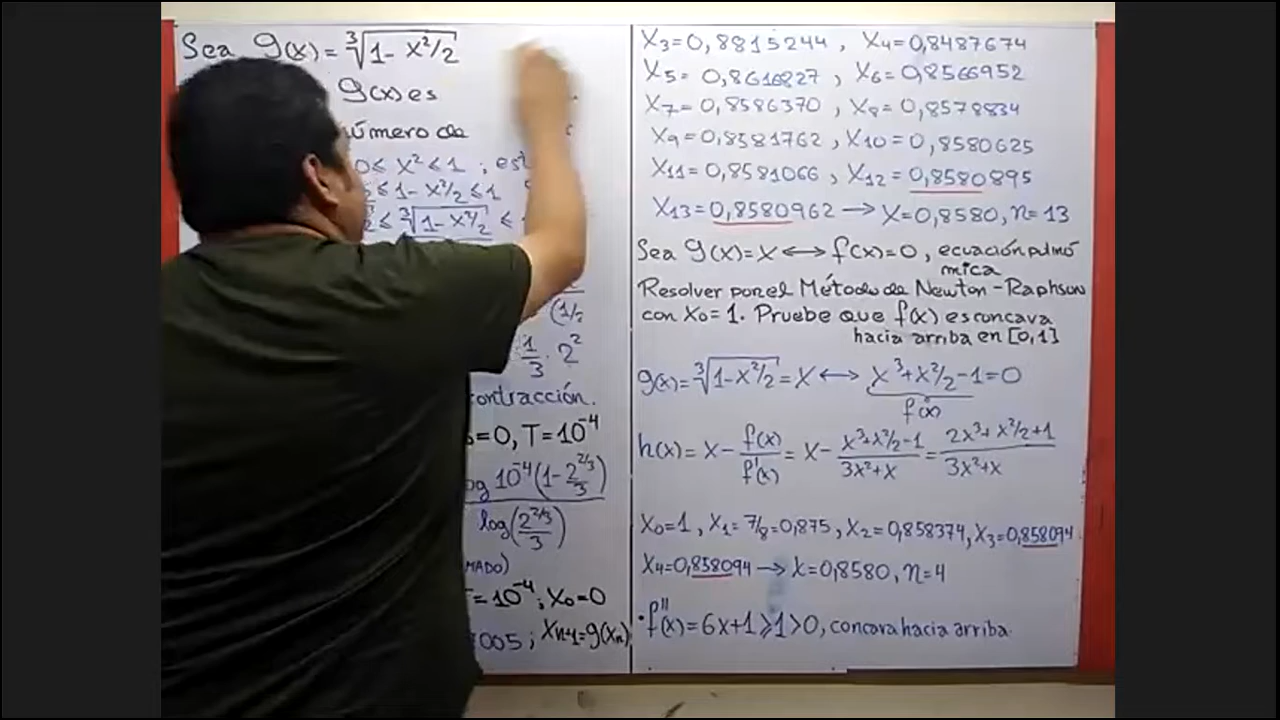 Sea g(x) = ∛(1 - x²/2)
g(x) es
número de
0 ≤ x² ≤ 1 ; est
≤ 1 - x²/2 ≤ 1
≤ ∛(1 - x²/2) ≤
(1/2
1/3 · 2²
contracción.
=0, T = 10⁻⁴
log 10⁻⁴(1 - 2^(2/3)/3)
log(2^(2/3)/3)
MADO)
= 10⁻⁴ ; x₀ = 0
005 ; xₙ₊₁ = g(xₙ)
x₃ = 0,8815244 , x₄ = 0,8487674
x₅ = 0,8616827 , x₆ = 0,8566952
x₇ = 0,8586370 , x₈ = 0,8578834
x₉ = 0,8581762 , x₁₀ = 0,8580625
x₁₁ = 0,8581066 , x₁₂ = 0,8580895
x₁₃ = 0,8580962 → x = 0,8580, n = 13
Sea g(x) = x ↔ f(x) = 0, ecuación pulmó
mica
Resolver por el Método de Newton-Raphson
con x₀ = 1. Pruebe que f(x) es concava
hacia arriba en [0,1]
g(x) = ∛(1 - x²/2) = x ↔ x³ + x²/2 - 1 = 0
f(x)
h(x) = x - f(x)/f'(x) = x - (x³ + x²/2 - 1)/(3x² + x) = (2x³ + x²/2 + 1)/(3x² + x)
x₀ = 1 , x₁ = 7/8 = 0,875 , x₂ = 0,858374, x₃ = 0,858094
x₄ = 0,858094 → x = 0,8580, n = 4
• f''(x) = 6x + 1 ≥ 1 > 0, concava hacia arriba.